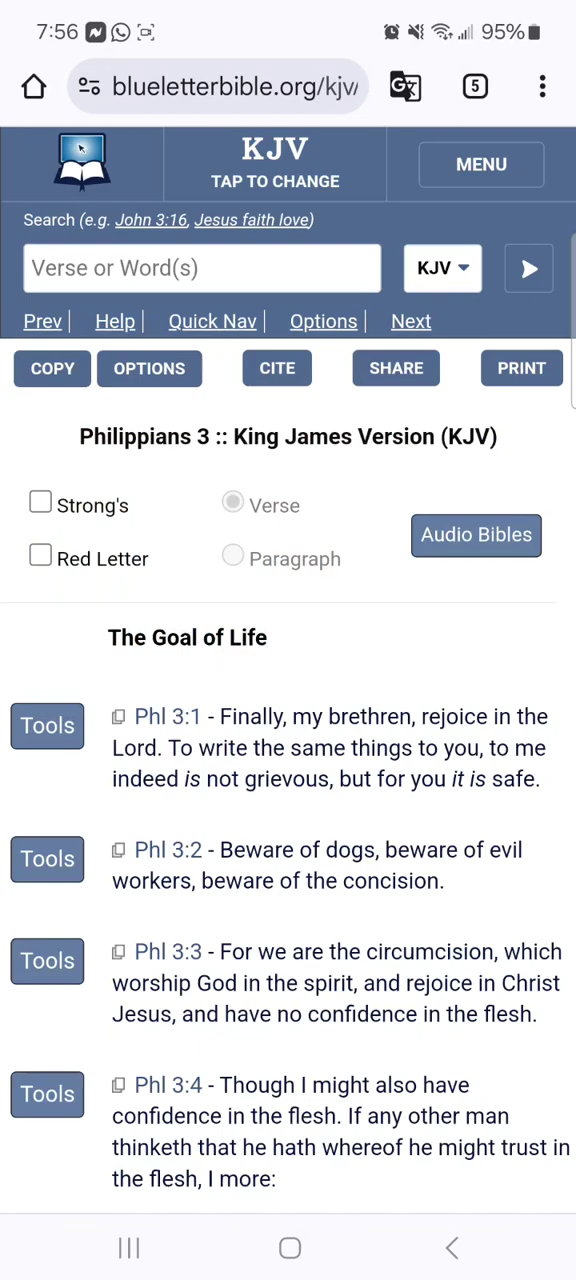 7:56 95%
blueletterbible.org/kjv/ 5
KJV
TAP TO CHANGE
MENU
Search (e.g. John 3:16, Jesus faith love)
Verse or Word(s) KJV
Prev | Help | Quick Nav | Options | Next
COPY OPTIONS CITE SHARE PRINT
Philippians 3 :: King James Version (KJV)
Strong's Verse
Audio Bibles
Red Letter Paragraph
The Goal of Life
Tools Phl 3:1 - Finally, my brethren, rejoice in the
Lord. To write the same things to you, to me
indeed is not grievous, but for you it is safe.
Tools Phl 3:2 - Beware of dogs, beware of evil
workers, beware of the concision.
Tools Phl 3:3 - For we are the circumcision, which
worship God in the spirit, and rejoice in Christ
Jesus, and have no confidence in the flesh.
Tools Phl 3:4 - Though I might also have
confidence in the flesh. If any other man
thinketh that he hath whereof he might trust in
the flesh, I more: